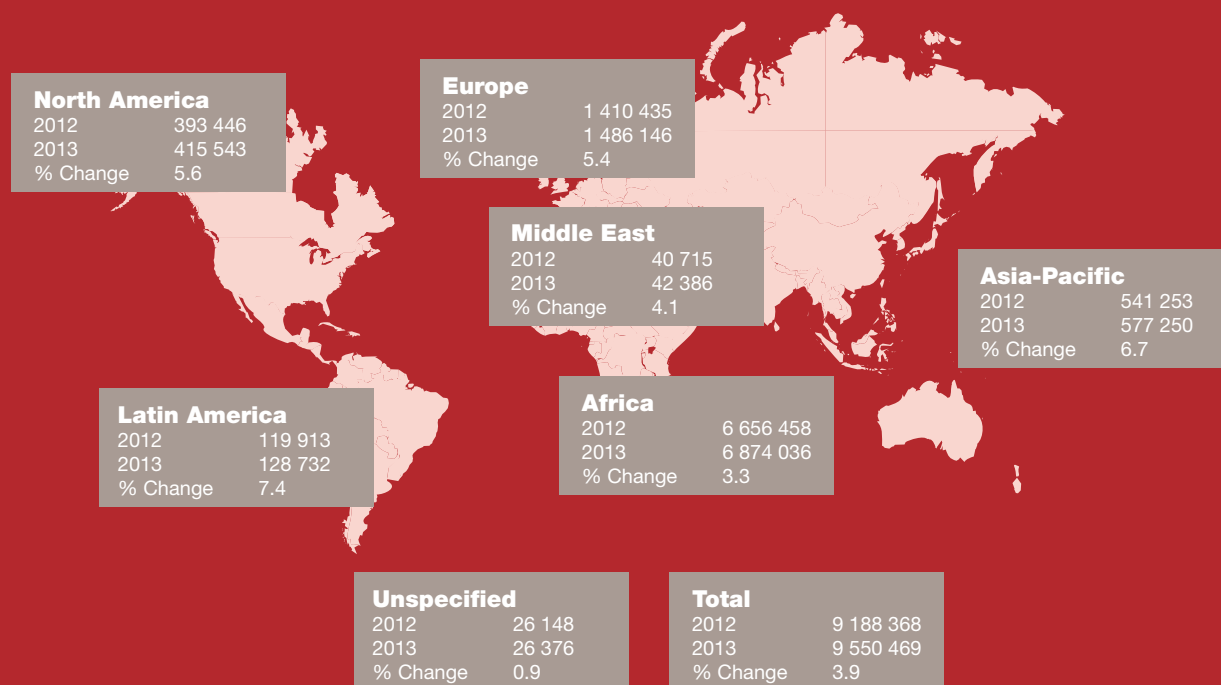 North America
2012 393 446
2013 415 543
% Change 5.6
Europe
2012 1 410 435
2013 1 486 146
% Change 5.4
Middle East
2012 40 715
2013 42 386
% Change 4.1
Asia-Pacific
2012 541 253
2013 577 250
% Change 6.7
Latin America
2012 119 913
2013 128 732
% Change 7.4
Africa
2012 6 656 458
2013 6 874 036
% Change 3.3
Unspecified
2012 26 148
2013 26 376
% Change 0.9
Total
2012 9 188 368
2013 9 550 469
% Change 3.9